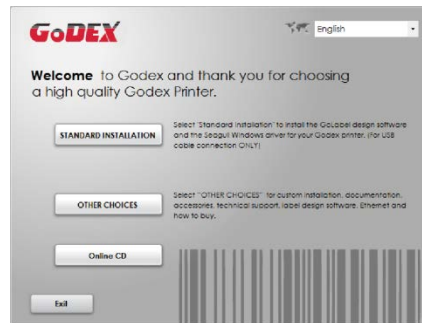 GoDEX
English
Welcome to Godex and thank you for choosing
a high quality Godex Printer.
STANDARD INSTALLATION
Select 'Standard installation' to install the GoLabel design software
and the Seagull Windows driver for your Godex printer. (For USB
cable connection ONLY)
OTHER CHOICES
Select "OTHER CHOICES" for custom installation, documentation,
accessories, technical support, label design software, Ethernet and
how to buy.
Online CD
Exit